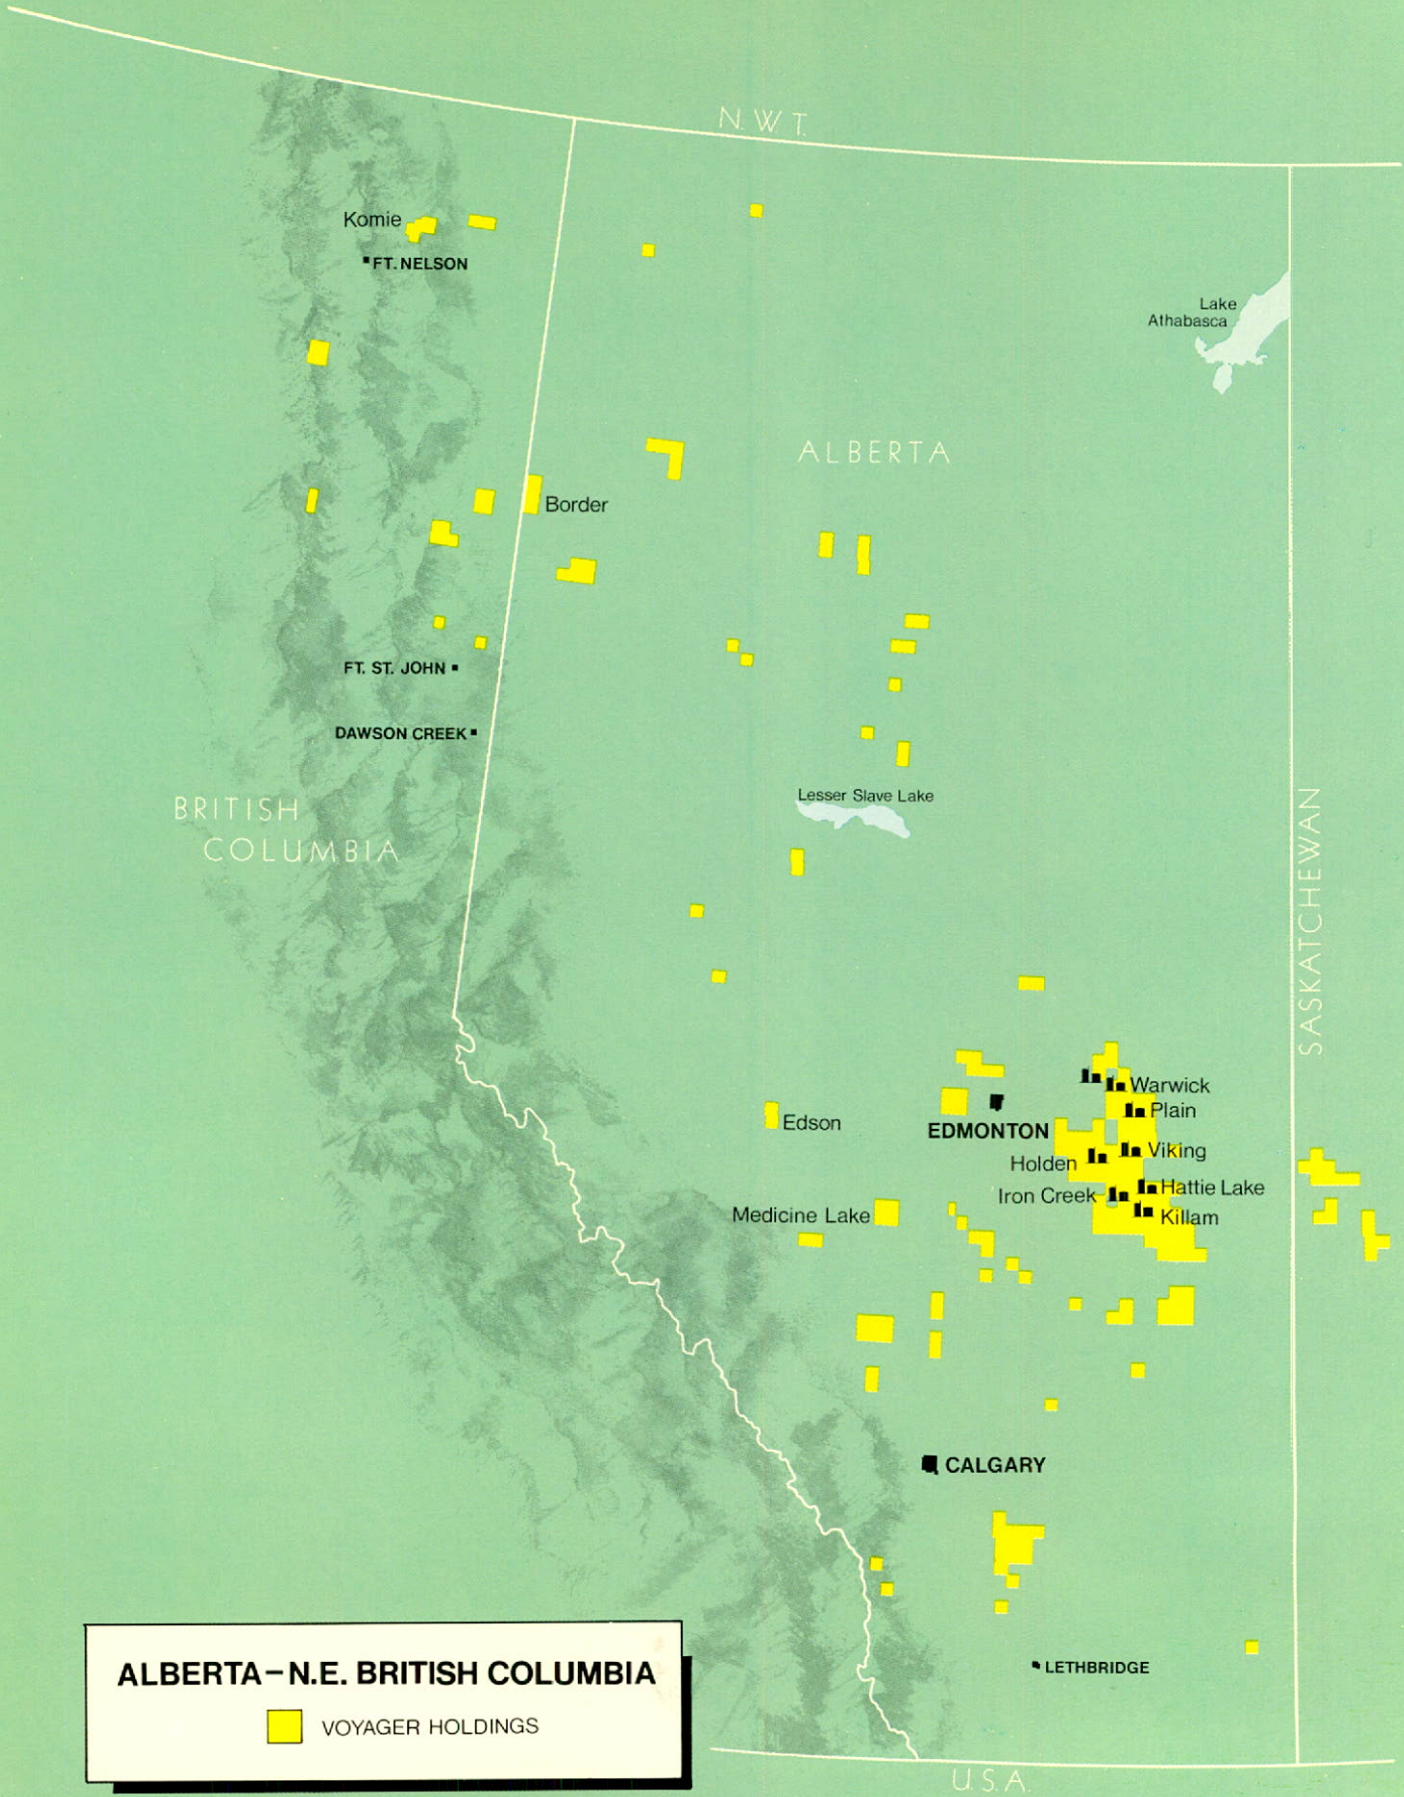 N.W.T.
Komie
FT. NELSON
Lake
Athabasca
ALBERTA
Border
FT. ST. JOHN
DAWSON CREEK
Lesser Slave Lake
BRITISH
COLUMBIA
SASKATCHEWAN
Warwick
Plain
Edson
EDMONTON
Viking
Holden
Hattie Lake
Iron Creek
Medicine Lake
Killam
CALGARY
LETHBRIDGE
ALBERTA–N.E. BRITISH COLUMBIA
VOYAGER HOLDINGS
U.S.A.